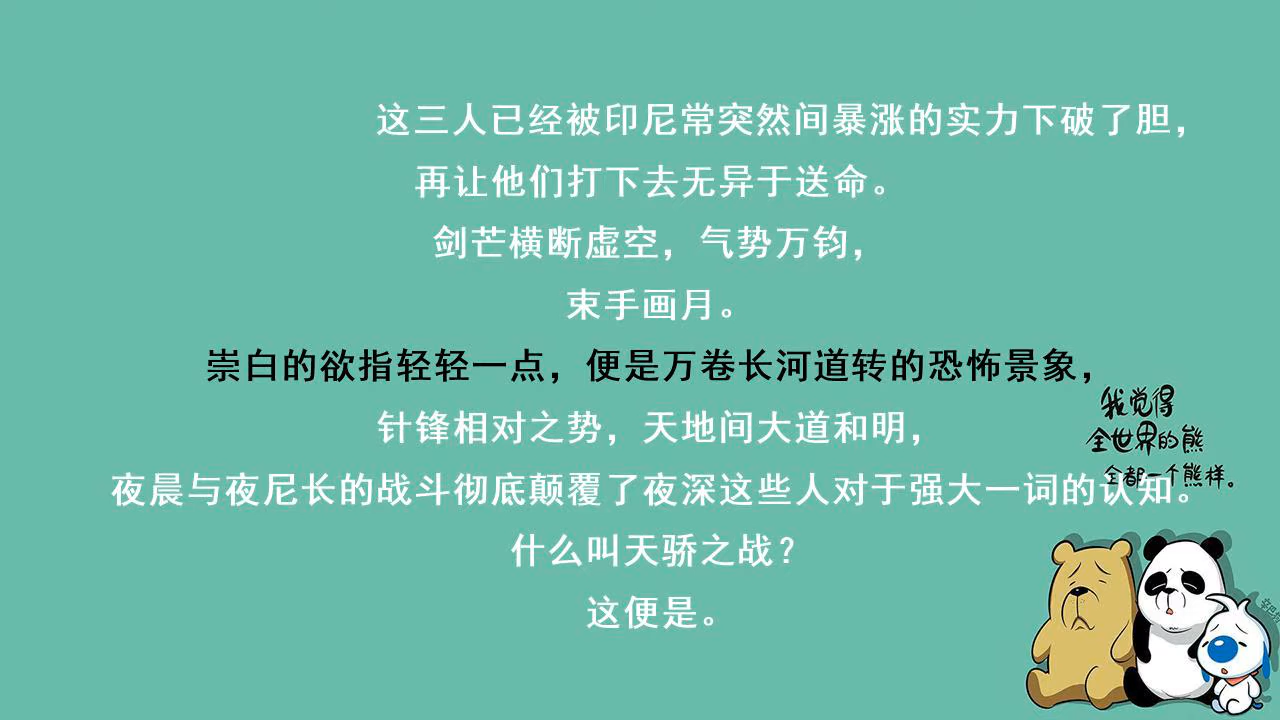 这三人已经被印尼常突然间暴涨的实力下破了胆，
再让他们打下去无异于送命。
剑芒横断虚空，气势万钧，
束手画月。
崇白的欲指轻轻一点，便是万卷长河道转的恐怖景象，
针锋相对之势，天地间大道和明，
夜晨与夜尼长的战斗彻底颠覆了夜深这些人对于强大一词的认知。
什么叫天骄之战？
这便是。
我觉得
全世界的熊
全都一个熊样。